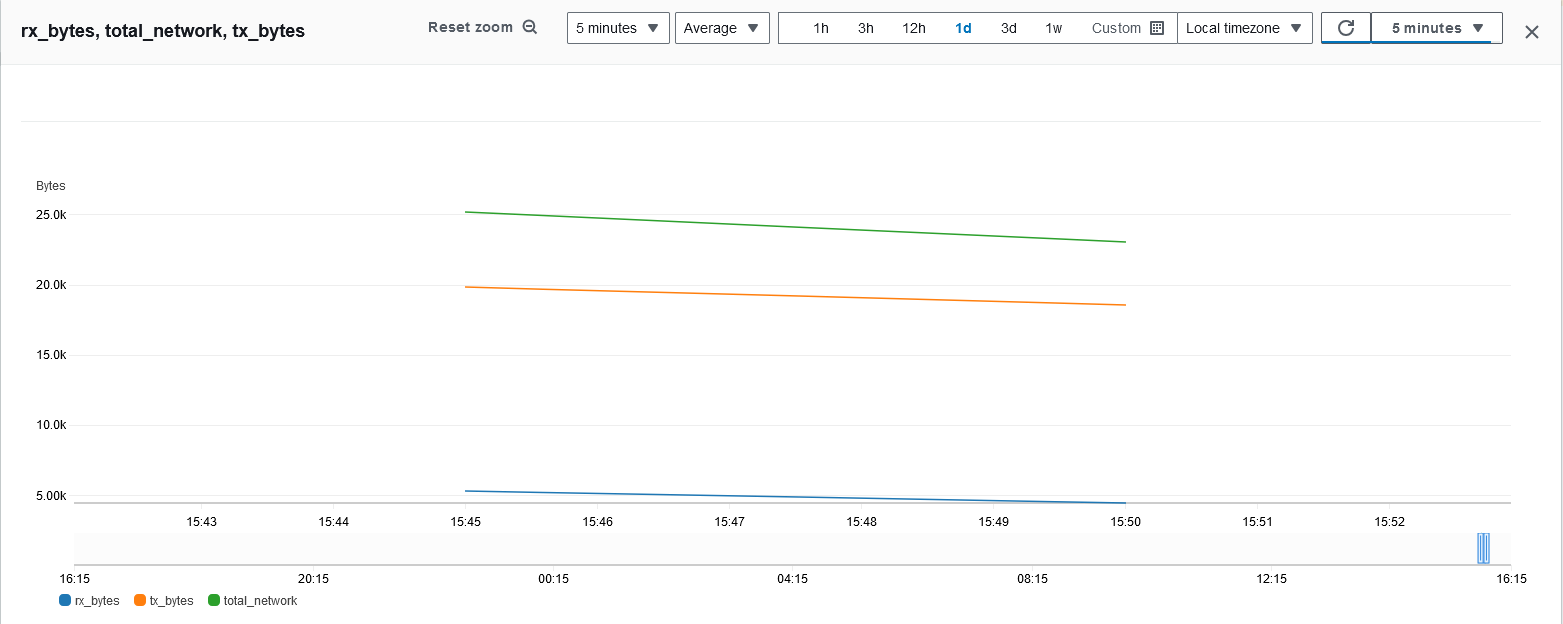 rx_bytes, total_network, tx_bytes
Reset zoom
5 minutes
Average
1h 3h 12h 1d 3d 1w Custom
Local timezone
5 minutes
Bytes
25.0k
20.0k
15.0k
10.0k
5.00k
15:43 15:44 15:45 15:46 15:47 15:48 15:49 15:50 15:51 15:52
16:15 20:15 00:15 04:15 08:15 12:15 16:15
rx_bytes tx_bytes total_network